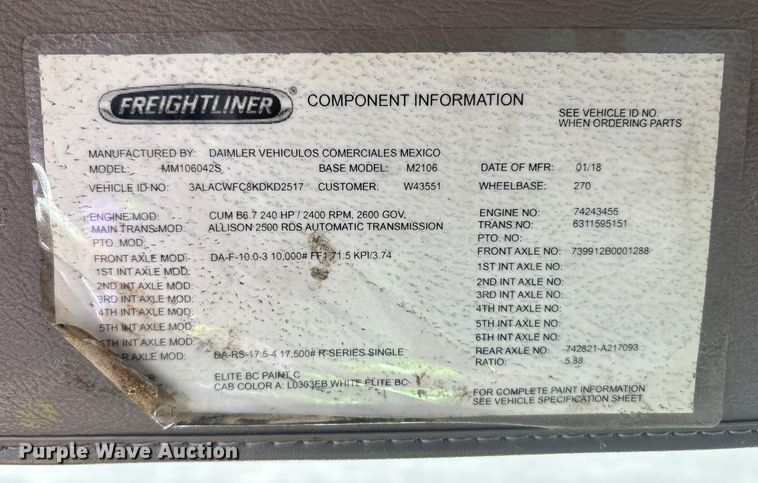 FREIGHTLINER ® COMPONENT INFORMATION
SEE VEHICLE ID NO.
WHEN ORDERING PARTS
MANUFACTURED BY: DAIMLER VEHICULOS COMERCIALES MEXICO
MODEL: MM106042S BASE MODEL: M2106 DATE OF MFR: 01/18
VEHICLE ID NO: 3ALACWFC8KDKD2517 CUSTOMER: W43551 WHEELBASE: 270
ENGINE MOD: CUM B6.7 240 HP / 2400 RPM, 2600 GOV, ENGINE NO: 74243455
MAIN TRANS MOD: ALLISON 2500 RDS AUTOMATIC TRANSMISSION TRANS NO: 6311595151
PTO. MOD: PTO. NO:
FRONT AXLE MOD: DA-F-10.0-3 10,000# FF1 71.5 KPI/3.74 FRONT AXLE NO: 739912B0001288
1ST INT AXLE MOD: 1ST INT AXLE NO:
2ND INT AXLE MOD: 2ND INT AXLE NO:
3RD INT AXLE MOD: 3RD INT AXLE NO:
4TH INT AXLE MOD: 4TH INT AXLE NO:
5TH INT AXLE MOD: 5TH INT AXLE NO:
6TH INT AXLE MOD: 6TH INT AXLE NO:
R AXLE MOD: DA-RS-17.5-4 17,500# R-SERIES SINGLE REAR AXLE NO: 742821-A217093
RATIO: 5.88
ELITE BC PAINT C
CAB COLOR A: L0363EB WHITE ELITE BC
FOR COMPLETE PAINT INFORMATION
SEE VEHICLE SPECIFICATION SHEET.
Purple Wave Auction